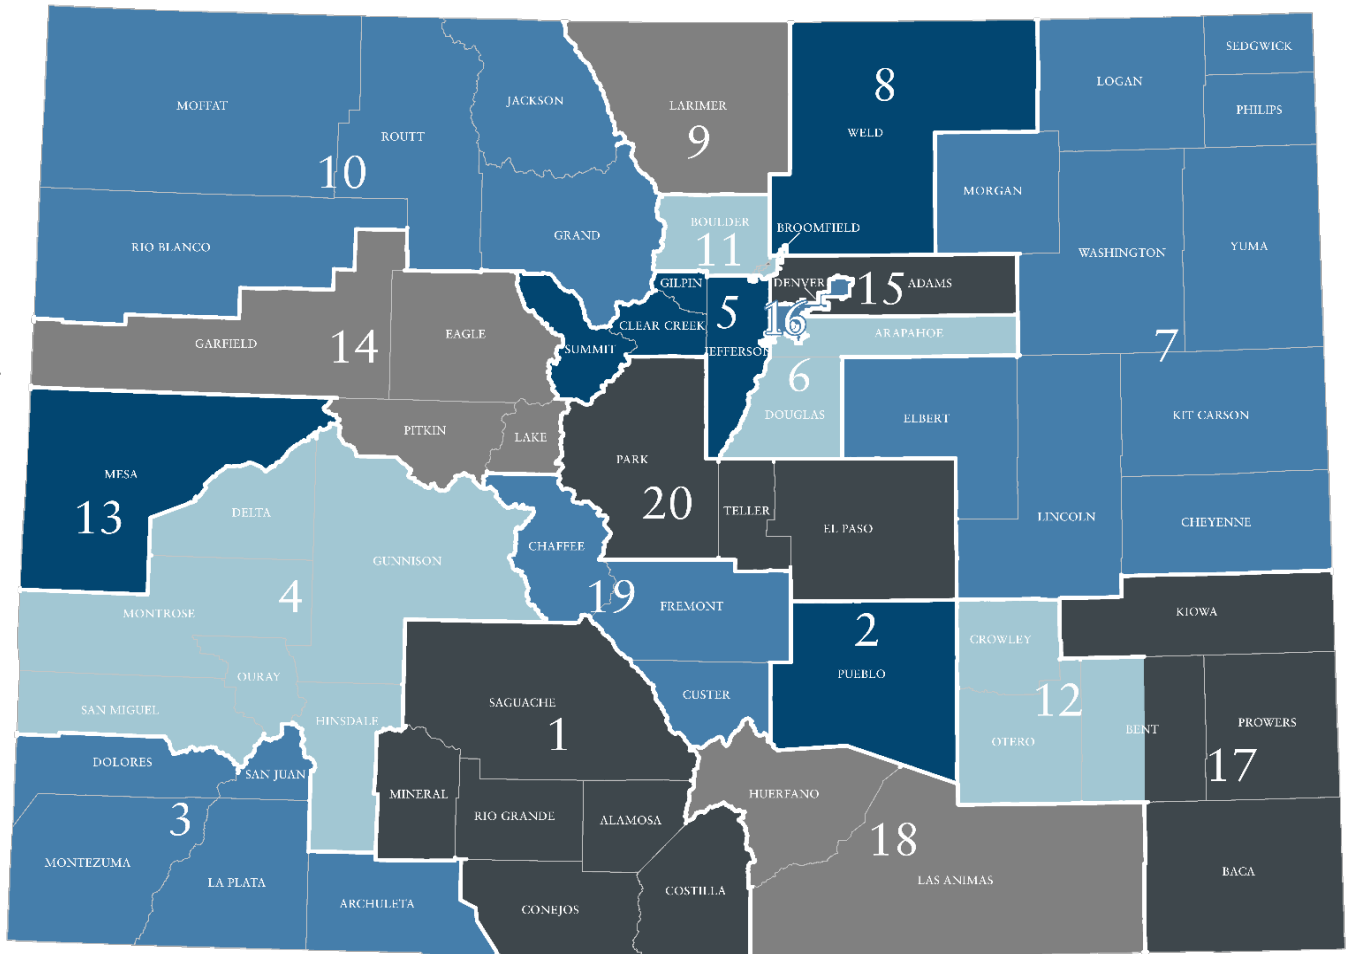 SEDGWICK
LOGAN
8
MOFFAT
JACKSON
LARIMER
PHILIPS
ROUTT
9
WELD
10
MORGAN
BOULDER
BROOMFIELD
11
GRAND
RIO BLANCO
YUMA
WASHINGTON
GILPIN
DENVER
15
ADAMS
5
16
CLEAR CREEK
EAGLE
ARAPAHOE
GARFIELD
14
SUMMIT
JEFFERSON
7
6
DOUGLAS
KIT CARSON
ELBERT
PITKIN
LAKE
PARK
MESA
20
13
DELTA
TELLER
LINCOLN
CHEYENNE
EL PASO
CHAFFEE
GUNNISON
4
19
FREMONT
MONTROSE
KIOWA
2
CROWLEY
PUEBLO
OURAY
CUSTER
SAGUACHE
12
SAN MIGUEL
HINSDALE
PROWERS
BENT
1
OTERO
DOLORES
17
SAN JUAN
MINERAL
HUERFANO
RIO GRANDE
ALAMOSA
3
18
MONTEZUMA
BACA
LA PLATA
LAS ANIMAS
COSTILLA
ARCHULETA
CONEJOS